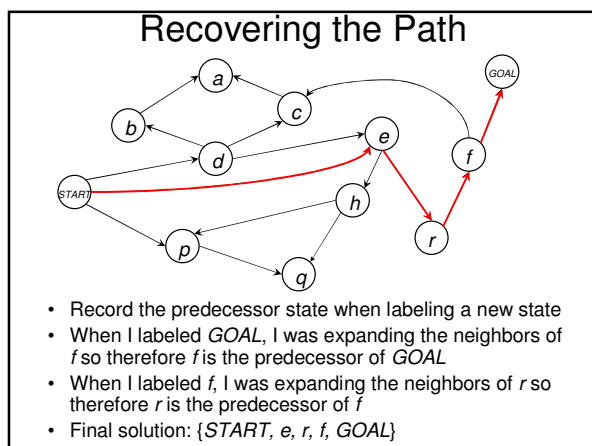 Recovering the Path
GOAL
a
c
b
e
d
f
START
h
r
p
q
• Record the predecessor state when labeling a new state
• When I labeled GOAL, I was expanding the neighbors of
f so therefore f is the predecessor of GOAL
• When I labeled f, I was expanding the neighbors of r so
therefore r is the predecessor of f
• Final solution: {START, e, r, f, GOAL}